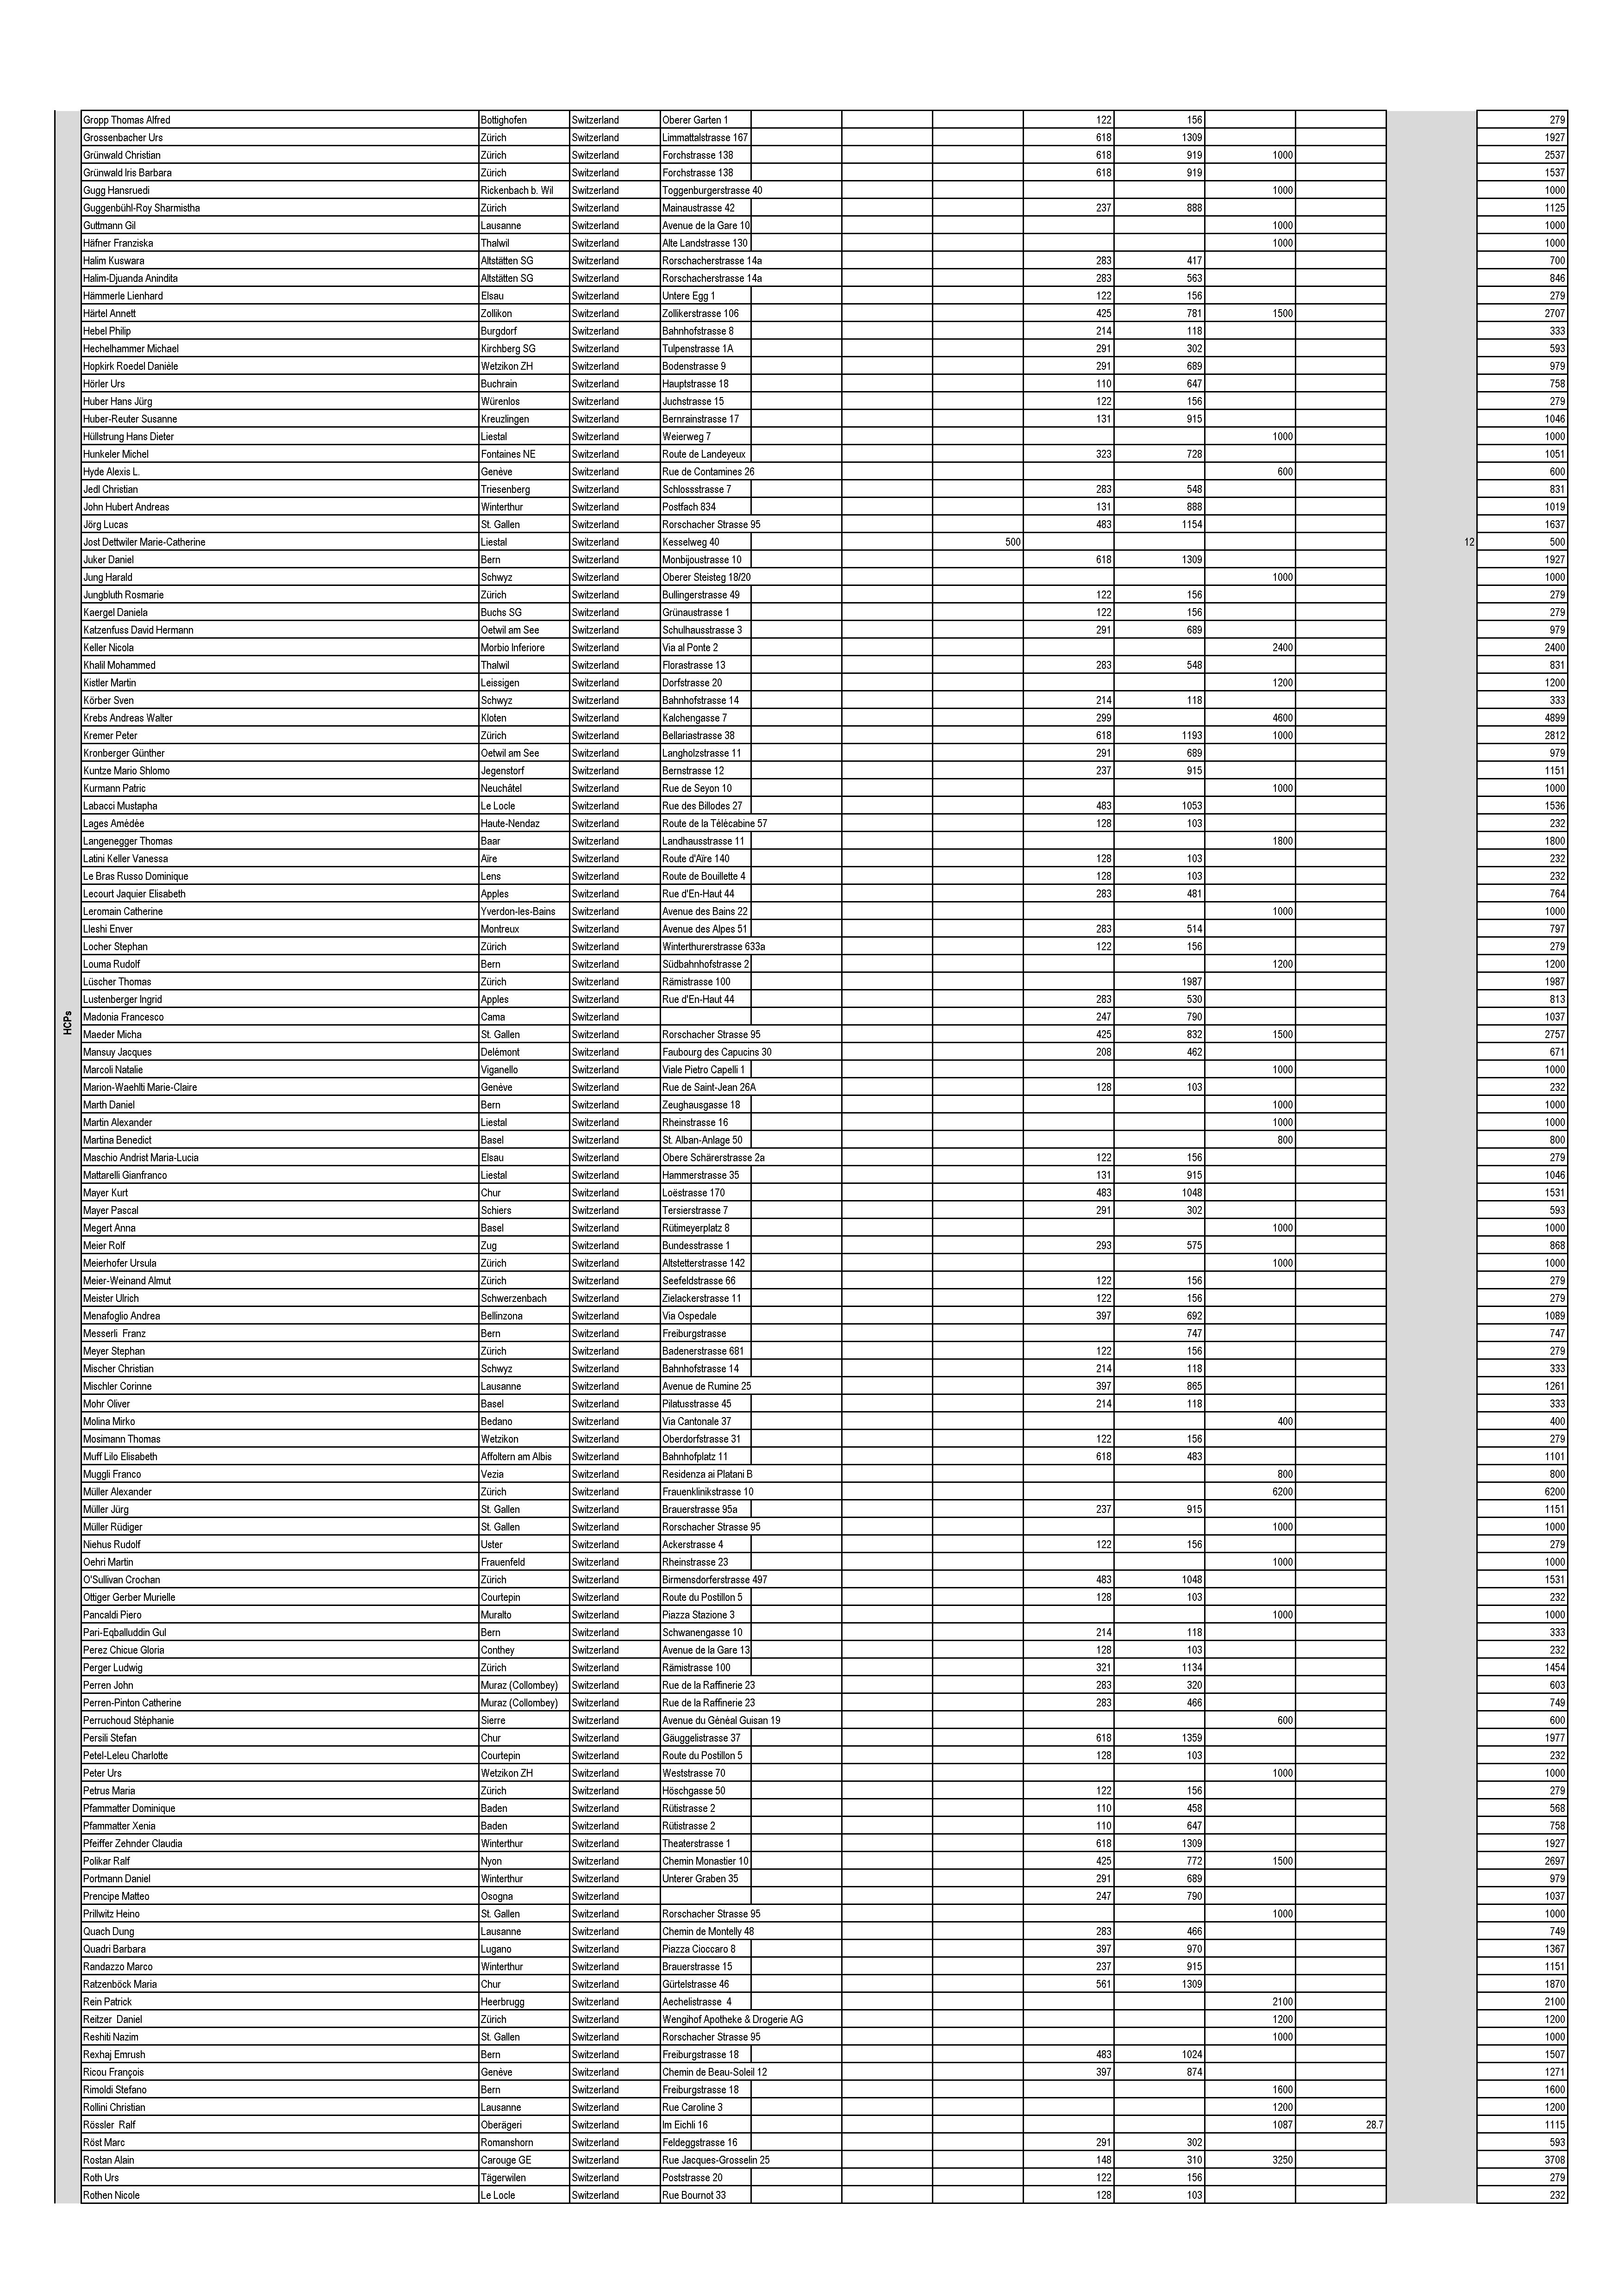 Gropp Thomas Alfred Bottighofen Switzerland Oberer Garten 1 122 156 279
Grossenbacher Urs Zürich Switzerland Limmattalstrasse 167 618 1309 1927
Grünwald Christian Zürich Switzerland Forchstrasse 138 618 919 1000 2537
Grünwald Iris Barbara Zürich Switzerland Forchstrasse 138 618 919 1537
Gugg Hansruedi Rickenbach b. Wil Switzerland Toggenburgerstrasse 40 1000 1000
Guggenbühl-Roy Sharmistha Zürich Switzerland Mainaustrasse 42 237 888 1125
Guttmann Gil Lausanne Switzerland Avenue de la Gare 10 1000 1000
Häfner Franziska Thalwil Switzerland Alte Landstrasse 130 1000 1000
Halim Kuswara Altstätten SG Switzerland Rorschacherstrasse 14a 283 417 700
Halim-Djuanda Anindita Altstätten SG Switzerland Rorschacherstrasse 14a 283 563 846
Hämmerle Lienhard Elsau Switzerland Untere Egg 1 122 156 279
Härtel Annett Zollikon Switzerland Zollikerstrasse 106 425 781 1500 2707
Hebel Philip Burgdorf Switzerland Bahnhofstrasse 8 214 118 333
Hechelhammer Michael Kirchberg SG Switzerland Tulpenstrasse 1A 291 302 593
Hopkirk Roedel Danièle Wetzikon ZH Switzerland Bodenstrasse 9 291 689 979
Hörler Urs Buchrain Switzerland Hauptstrasse 18 110 647 758
Huber Hans Jürg Würenlos Switzerland Juchstrasse 15 122 156 279
Huber-Reuter Susanne Kreuzlingen Switzerland Bernrainstrasse 17 131 915 1046
Hüllstrung Hans Dieter Liestal Switzerland Weierweg 7 1000 1000
Hunkeler Michel Fontaines NE Switzerland Route de Landeyeux 323 728 1051
Hyde Alexis L. Genève Switzerland Rue de Contamines 26 600 600
Jedl Christian Triesenberg Switzerland Schlossstrasse 7 283 548 831
John Hubert Andreas Winterthur Switzerland Postfach 834 131 888 1019
Jörg Lucas St. Gallen Switzerland Rorschacher Strasse 95 483 1154 1637
Jost Dettwiler Marie-Catherine Liestal Switzerland Kesselweg 40 500 12 500
Juker Daniel Bern Switzerland Monbijoustrasse 10 618 1309 1927
Jung Harald Schwyz Switzerland Oberer Steisteg 18/20 1000 1000
Jungbluth Rosmarie Zürich Switzerland Bullingerstrasse 49 122 156 279
Kaergel Daniela Buchs SG Switzerland Grünaustrasse 1 122 156 279
Katzenfuss David Hermann Oetwil am See Switzerland Schulhausstrasse 3 291 689 979
Keller Nicola Morbio Inferiore Switzerland Via al Ponte 2 2400 2400
Khalil Mohammed Thalwil Switzerland Florastrasse 13 283 548 831
Kistler Martin Leissigen Switzerland Dorfstrasse 20 1200 1200
Körber Sven Schwyz Switzerland Bahnhofstrasse 14 214 118 333
Krebs Andreas Walter Kloten Switzerland Kalchengasse 7 299 4600 4899
Kremer Peter Zürich Switzerland Bellariastrasse 38 618 1193 1000 2812
Kronberger Günther Oetwil am See Switzerland Langholzstrasse 11 291 689 979
Kuntze Mario Shlomo Jegenstorf Switzerland Bernstrasse 12 237 915 1151
Kurmann Patric Neuchâtel Switzerland Rue de Seyon 10 1000 1000
Labacci Mustapha Le Locle Switzerland Rue des Billodes 27 483 1053 1536
Lages Amèdée Haute-Nendaz Switzerland Route de la Télécabine 57 128 103 232
Langenegger Thomas Baar Switzerland Landhausstrasse 11 1800 1800
Latini Keller Vanessa Aïre Switzerland Route d'Aïre 140 128 103 232
Le Bras Russo Dominique Lens Switzerland Route de Bouillette 4 128 103 232
Lecourt Jaquier Elisabeth Apples Switzerland Rue d'En-Haut 44 283 481 764
Leromain Catherine Yverdon-les-Bains Switzerland Avenue des Bains 22 1000 1000
Lleshi Enver Montreux Switzerland Avenue des Alpes 51 283 514 797
Locher Stephan Zürich Switzerland Winterthurerstrasse 633a 122 156 279
Louma Rudolf Bern Switzerland Südbahnhofstrasse 2 1200 1200
Lüscher Thomas Zürich Switzerland Rämistrasse 100 1987 1987
Lustenberger Ingrid Apples Switzerland Rue d'En-Haut 44 283 530 813
Madonia Francesco Cama Switzerland 247 790 1037
HCPs
Maeder Micha St. Gallen Switzerland Rorschacher Strasse 95 425 832 1500 2757
Mansuy Jacques Delémont Switzerland Faubourg des Capucins 30 208 462 671
Marcoli Natalie Viganello Switzerland Viale Pietro Capelli 1 1000 1000
Marion-Waehlti Marie-Claire Genève Switzerland Rue de Saint-Jean 26A 128 103 232
Marth Daniel Bern Switzerland Zeughausgasse 18 1000 1000
Martin Alexander Liestal Switzerland Rheinstrasse 16 1000 1000
Martina Benedict Basel Switzerland St. Alban-Anlage 50 800 800
Maschio Andrist Maria-Lucia Elsau Switzerland Obere Schärerstrasse 2a 122 156 279
Mattarelli Gianfranco Liestal Switzerland Hammerstrasse 35 131 915 1046
Mayer Kurt Chur Switzerland Loëstrasse 170 483 1048 1531
Mayer Pascal Schiers Switzerland Tersierstrasse 7 291 302 593
Megert Anna Basel Switzerland Rütimeyerplatz 8 1000 1000
Meier Rolf Zug Switzerland Bundesstrasse 1 293 575 868
Meierhofer Ursula Zürich Switzerland Altstetterstrasse 142 1000 1000
Meier-Weinand Almut Zürich Switzerland Seefeldstrasse 66 122 156 279
Meister Ulrich Schwerzenbach Switzerland Zielackerstrasse 11 122 156 279
Menafoglio Andrea Bellinzona Switzerland Via Ospedale 397 692 1089
Messerli Franz Bern Switzerland Freiburgstrasse 747 747
Meyer Stephan Zürich Switzerland Badenerstrasse 681 122 156 279
Mischer Christian Schwyz Switzerland Bahnhofstrasse 14 214 118 333
Mischler Corinne Lausanne Switzerland Avenue de Rumine 25 397 865 1261
Mohr Oliver Basel Switzerland Pilatusstrasse 45 214 118 333
Molina Mirko Bedano Switzerland Via Cantonale 37 400 400
Mosimann Thomas Wetzikon Switzerland Oberdorfstrasse 31 122 156 279
Muff Lilo Elisabeth Affoltern am Albis Switzerland Bahnhofplatz 11 618 483 1101
Muggli Franco Vezia Switzerland Residenza ai Platani B 800 800
Müller Alexander Zürich Switzerland Frauenklinikstrasse 10 6200 6200
Müller Jürg St. Gallen Switzerland Brauerstrasse 95a 237 915 1151
Müller Rüdiger St. Gallen Switzerland Rorschacher Strasse 95 1000 1000
Niehus Rudolf Uster Switzerland Ackerstrasse 4 122 156 279
Oehri Martin Frauenfeld Switzerland Rheinstrasse 23 1000 1000
O'Sullivan Crochan Zürich Switzerland Birmensdorferstrasse 497 483 1048 1531
Ottiger Gerber Murielle Courtepin Switzerland Route du Postillon 5 128 103 232
Pancaldi Piero Muralto Switzerland Piazza Stazione 3 1000 1000
Pari-Eqballuddin Gul Bern Switzerland Schwanengasse 10 214 118 333
Perez Chicue Gloria Conthey Switzerland Avenue de la Gare 13 128 103 232
Perger Ludwig Zürich Switzerland Rämistrasse 100 321 1134 1454
Perren John Muraz (Collombey) Switzerland Rue de la Raffinerie 23 283 320 603
Perren-Pinton Catherine Muraz (Collombey) Switzerland Rue de la Raffinerie 23 283 466 749
Perruchoud Stéphanie Sierre Switzerland Avenue du Généal Guisan 19 600 600
Persili Stefan Chur Switzerland Gäuggelistrasse 37 618 1359 1977
Petel-Leleu Charlotte Courtepin Switzerland Route du Postillon 5 128 103 232
Peter Urs Wetzikon ZH Switzerland Weststrasse 70 1000 1000
Petrus Maria Zürich Switzerland Höschgasse 50 122 156 279
Pfammatter Dominique Baden Switzerland Rütistrasse 2 110 458 568
Pfammatter Xenia Baden Switzerland Rütistrasse 2 110 647 758
Pfeiffer Zehnder Claudia Winterthur Switzerland Theaterstrasse 1 618 1309 1927
Polikar Ralf Nyon Switzerland Chemin Monastier 10 425 772 1500 2697
Portmann Daniel Winterthur Switzerland Unterer Graben 35 291 689 979
Prencipe Matteo Osogna Switzerland 247 790 1037
Prillwitz Heino St. Gallen Switzerland Rorschacher Strasse 95 1000 1000
Quach Dung Lausanne Switzerland Chemin de Montelly 48 283 466 749
Quadri Barbara Lugano Switzerland Piazza Cioccaro 8 397 970 1367
Randazzo Marco Winterthur Switzerland Brauerstrasse 15 237 915 1151
Ratzenböck Maria Chur Switzerland Gürtelstrasse 46 561 1309 1870
Rein Patrick Heerbrugg Switzerland Aechelistrasse 4 2100 2100
Reitzer Daniel Zürich Switzerland Wengihof Apotheke & Drogerie AG 1200 1200
Reshiti Nazim St. Gallen Switzerland Rorschacher Strasse 95 1000 1000
Rexhaj Emrush Bern Switzerland Freiburgstrasse 18 483 1024 1507
Ricou François Genève Switzerland Chemin de Beau-Soleil 12 397 874 1271
Rimoldi Stefano Bern Switzerland Freiburgstrasse 18 1600 1600
Rollini Christian Lausanne Switzerland Rue Caroline 3 1200 1200
Rössler Ralf Oberägeri Switzerland Im Eichli 16 1087 28.7 1115
Röst Marc Romanshorn Switzerland Feldeggstrasse 16 291 302 593
Rostan Alain Carouge GE Switzerland Rue Jacques-Grosselin 25 148 310 3250 3708
Roth Urs Tägerwilen Switzerland Poststrasse 20 122 156 279
Rothen Nicole Le Locle Switzerland Rue Bournot 33 128 103 232